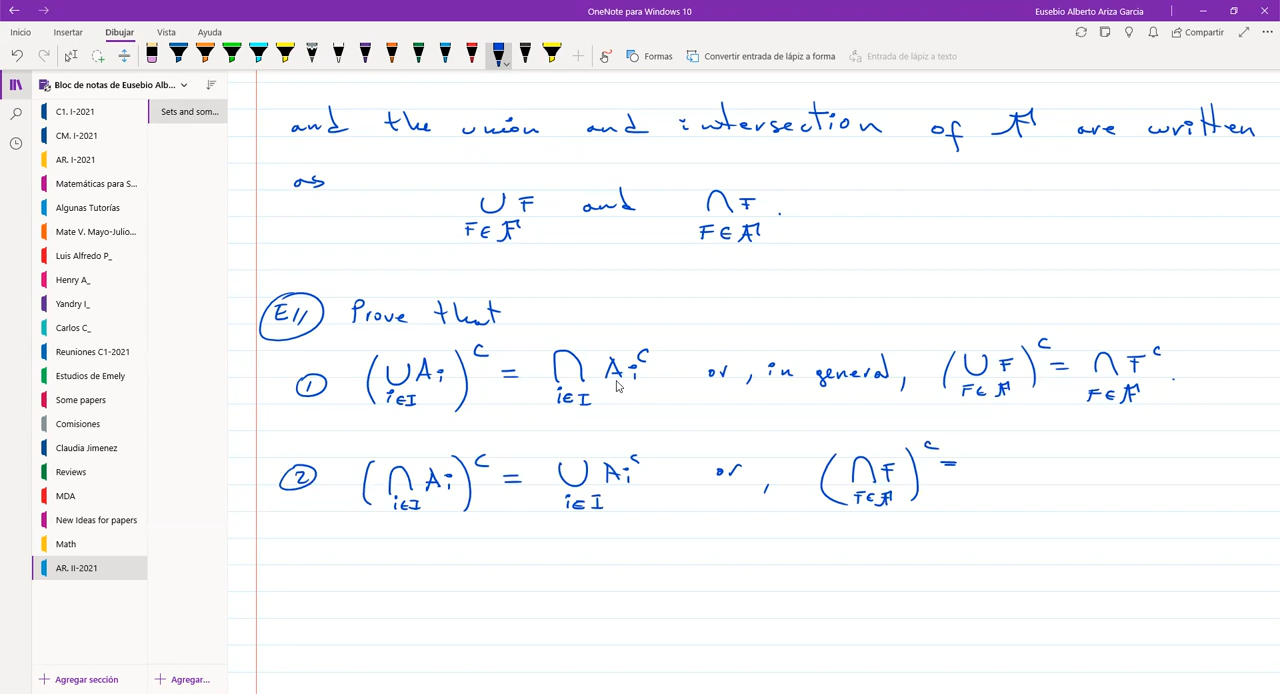 OneNote para Windows 10
Eusebio Alberto Ariza Garcia
Inicio Insertar Dibujar Vista Ayuda
Compartir
Formas
Convertir entrada de lápiz a forma
Entrada de lápiz a texto
Bloc de notas de Eusebio Alb...
C1. I-2021
CM. I-2021
AR. I-2021
Matemáticas para S...
Algunas Tutorías
Mate V. Mayo-Julio...
Luis Alfredo P_
Henry A_
Yandry I_
Carlos C_
Reuniones C1-2021
Estudios de Emely
Some papers
Comisiones
Claudia Jimenez
Reviews
MDA
New Ideas for papers
Math
AR. II-2021
Agregar sección
Sets and som...
Agregar...
and the union and intersection of ℱ are written
as
⋃ F and ⋂ F .
F∈ℱ F∈ℱ
E11 Prove that
① (⋃ Ai)^c = ⋂ Ai^c or, in general, (⋃ F)^c = ⋂ F^c .
i∈I i∈I F∈ℱ F∈ℱ
② (⋂ Ai)^c = ⋃ Ai^c or, (⋂ F)^c =
i∈I i∈I F∈ℱ